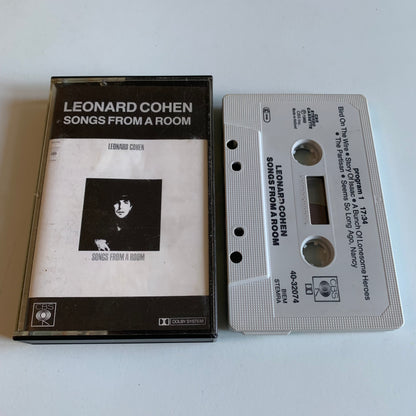 LEONARD COHEN
SONGS FROM A ROOM
LEONARD COHEN
SONGS FROM A ROOM
CBS
DOLBY SYSTEM
program 1 17:34
Bird On The Wire • Story Of Isaac • A Bunch Of Lonesome Heroes
• The Partisan • Seems So Long Ago, Nancy
LEONARD COHEN
SONGS FROM A ROOM
40-32074
BIEM
STEMRA
CBS